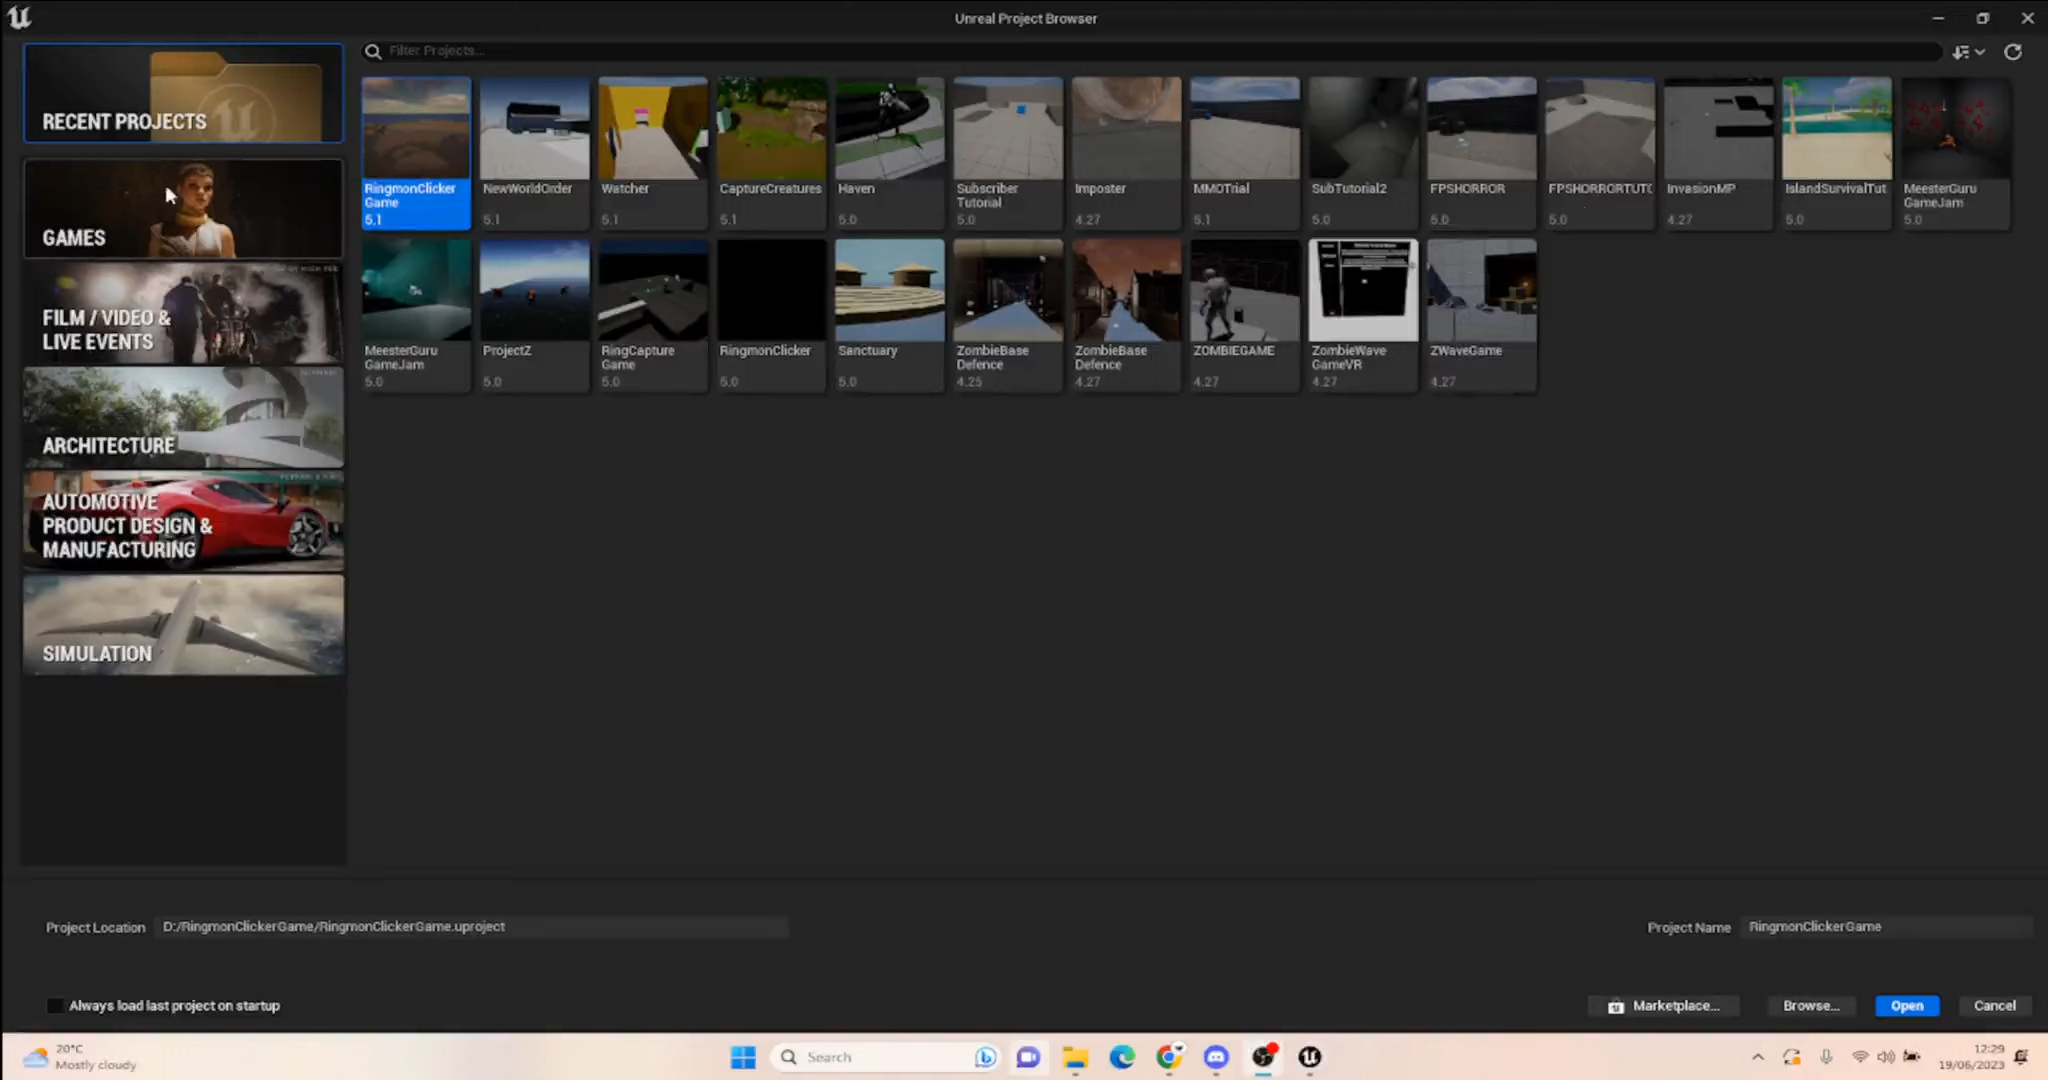 Unreal Project Browser
RECENT PROJECTS
GAMES
FILM / VIDEO &
LIVE EVENTS
ARCHITECTURE
AUTOMOTIVE
PRODUCT DESIGN &
MANUFACTURING
SIMULATION
Filter Projects...
RingmonClicker
Game
5.1
NewWorldOrder
5.1
Watcher
5.1
CaptureCreatures
5.1
Haven
5.0
Subscriber
Tutorial
5.0
Imposter
4.27
MMOTrial
5.1
SubTutorial2
5.0
FPSHORROR
5.0
FPSHORRORTUTO
5.0
InvasionMP
4.27
IslandSurvivalTut
5.0
MeesterGuru
GameJam
5.0
MeesterGuru
GameJam
5.0
ProjectZ
5.0
RingCapture
Game
5.0
RingmonClicker
5.0
Sanctuary
5.0
ZombieBase
Defence
4.25
ZombieBase
Defence
4.27
ZOMBIEGAME
4.27
ZombieWave
GameVR
4.27
ZWaveGame
4.27
Project Location D:/RingmonClickerGame/RingmonClickerGame.uproject
Project Name RingmonClickerGame
Always load last project on startup
Marketplace... Browse... Open Cancel
20°C
Mostly cloudy
Search
12:29
19/06/2023